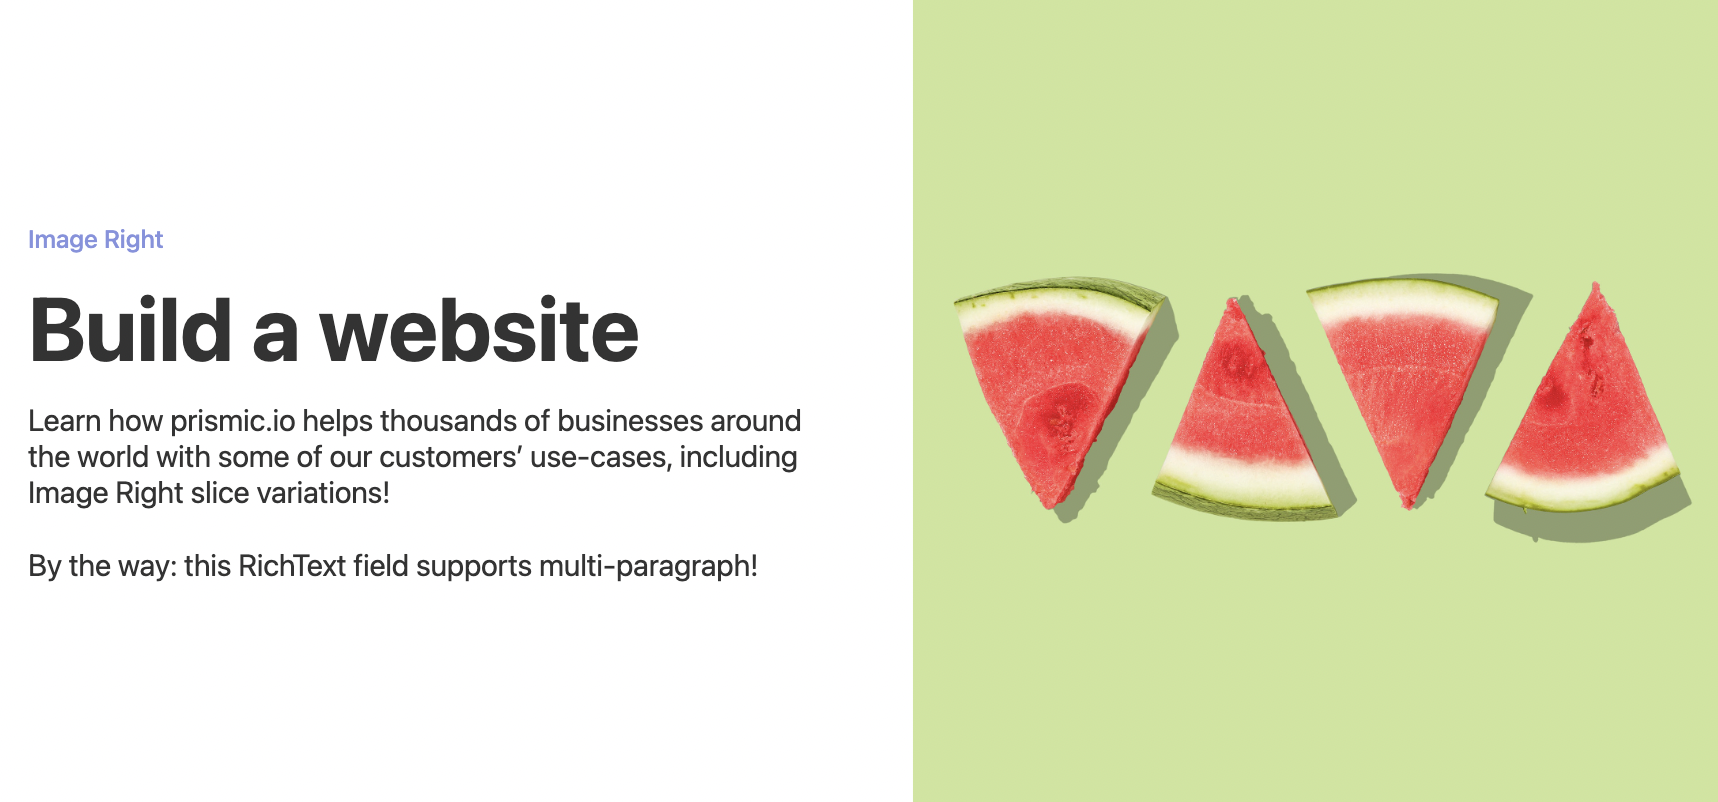 Image Right
Build a website
Learn how prismic.io helps thousands of businesses around
the world with some of our customers’ use-cases, including
Image Right slice variations!
By the way: this RichText field supports multi-paragraph!